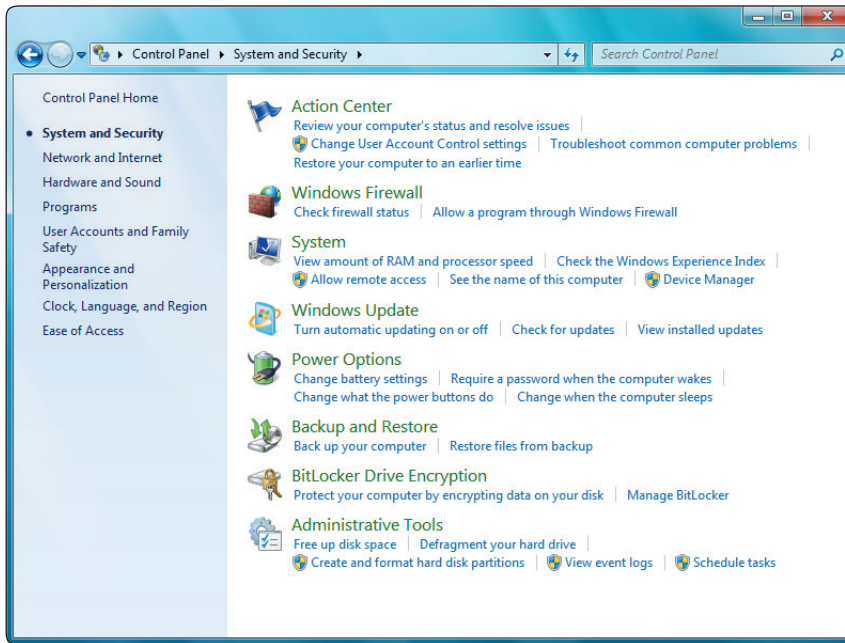 Control Panel System and Security Search Control Panel
Control Panel Home
System and Security
Network and Internet
Hardware and Sound
Programs
User Accounts and Family
Safety
Appearance and
Personalization
Clock, Language, and Region
Ease of Access
Action Center
Review your computer's status and resolve issues
Change User Account Control settings Troubleshoot common computer problems
Restore your computer to an earlier time
Windows Firewall
Check firewall status Allow a program through Windows Firewall
System
View amount of RAM and processor speed Check the Windows Experience Index
Allow remote access See the name of this computer Device Manager
Windows Update
Turn automatic updating on or off Check for updates View installed updates
Power Options
Change battery settings Require a password when the computer wakes
Change what the power buttons do Change when the computer sleeps
Backup and Restore
Back up your computer Restore files from backup
BitLocker Drive Encryption
Protect your computer by encrypting data on your disk Manage BitLocker
Administrative Tools
Free up disk space Defragment your hard drive
Create and format hard disk partitions View event logs Schedule tasks